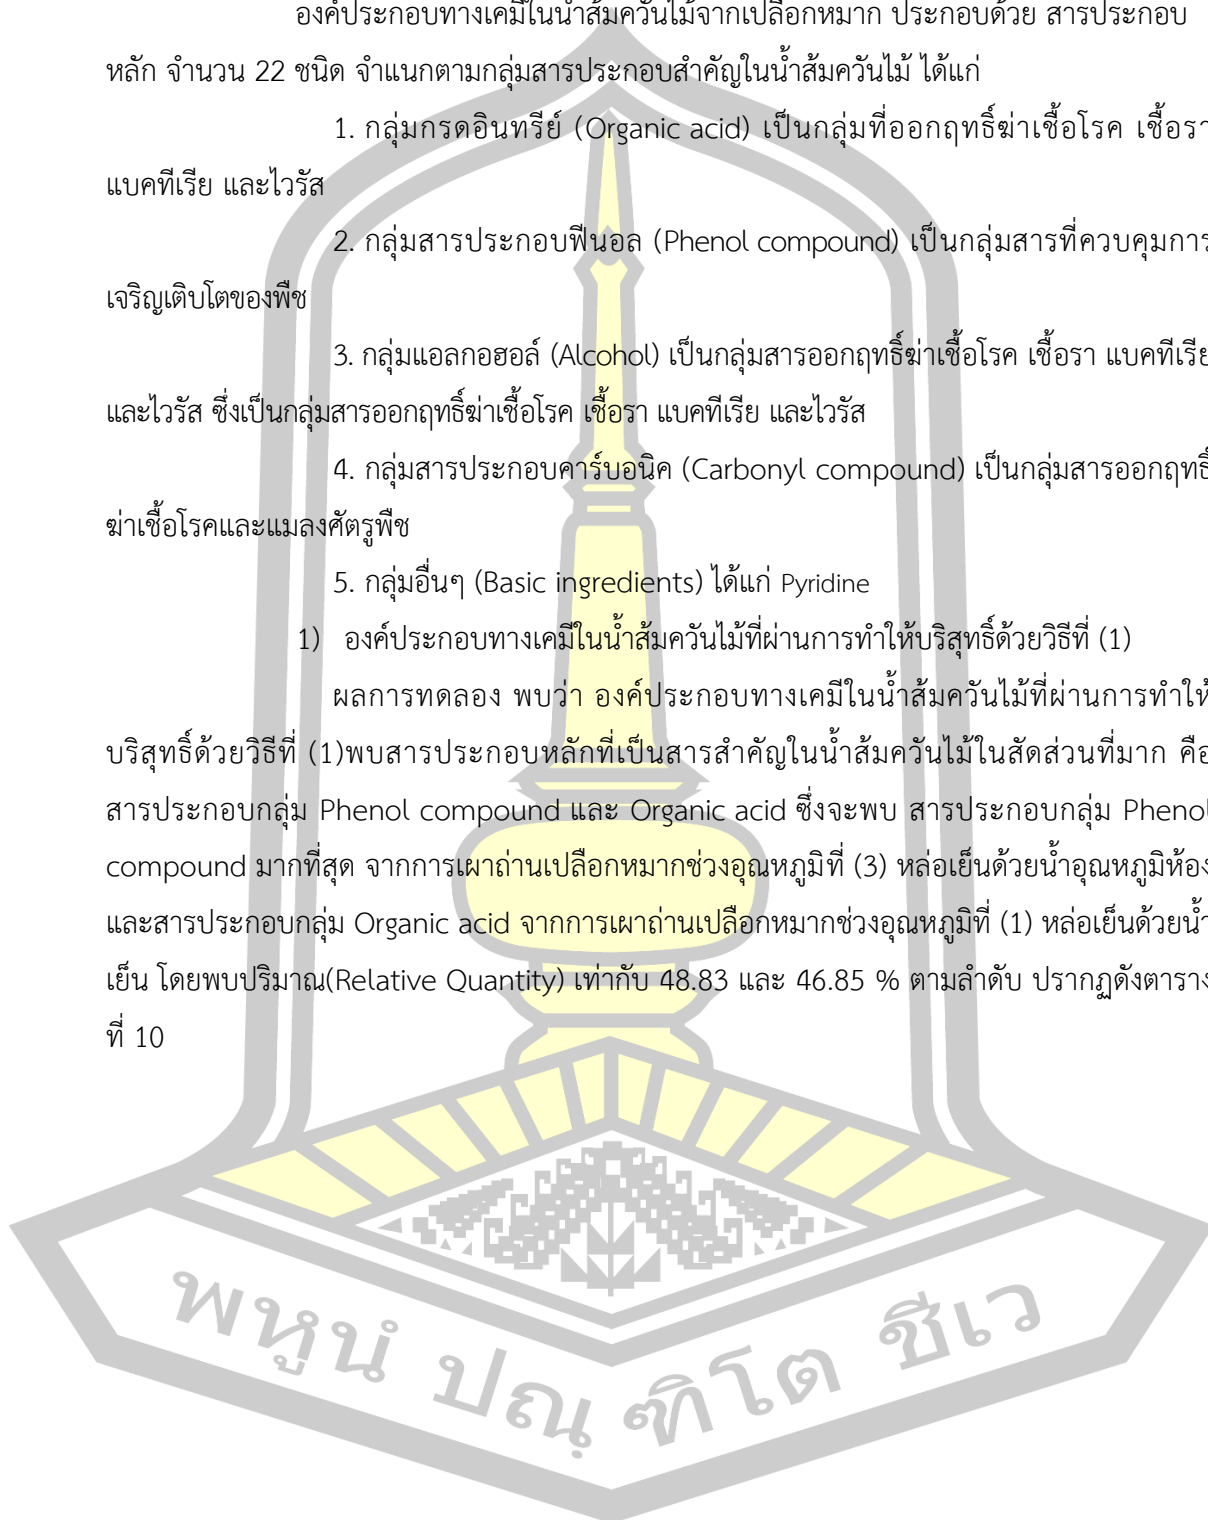 องค์ประกอบทางเคมีในน้ำส้มควันไม้จากเปลือกหมาก ประกอบด้วย สารประกอบ
หลัก จำนวน 22 ชนิด จำแนกตามกลุ่มสารประกอบสำคัญในน้ำส้มควันไม้ ได้แก่
1. กลุ่มกรดอินทรีย์ (Organic acid) เป็นกลุ่มที่ออกฤทธิ์ฆ่าเชื้อโรค เชื้อรา
แบคทีเรีย และไวรัส
2. กลุ่มสารประกอบฟีนอล (Phenol compound) เป็นกลุ่มสารที่ควบคุมการ
เจริญเติบโตของพืช
3. กลุ่มแอลกอฮอล์ (Alcohol) เป็นกลุ่มสารออกฤทธิ์ฆ่าเชื้อโรค เชื้อรา แบคทีเรีย
และไวรัส ซึ่งเป็นกลุ่มสารออกฤทธิ์ฆ่าเชื้อโรค เชื้อรา แบคทีเรีย และไวรัส
4. กลุ่มสารประกอบคาร์บอนิค (Carbonyl compound) เป็นกลุ่มสารออกฤทธิ์
ฆ่าเชื้อโรคและแมลงศัตรูพืช
5. กลุ่มอื่นๆ (Basic ingredients) ได้แก่ Pyridine
1) องค์ประกอบทางเคมีในน้ำส้มควันไม้ที่ผ่านการทำให้บริสุทธิ์ด้วยวิธีที่ (1)
ผลการทดลอง พบว่า องค์ประกอบทางเคมีในน้ำส้มควันไม้ที่ผ่านการทำให้
บริสุทธิ์ด้วยวิธีที่ (1)พบสารประกอบหลักที่เป็นสารสำคัญในน้ำส้มควันไม้ในสัดส่วนที่มาก คือ
สารประกอบกลุ่ม Phenol compound และ Organic acid ซึ่งจะพบ สารประกอบกลุ่ม Phenol
compound มากที่สุด จากการเผาถ่านเปลือกหมากช่วงอุณหภูมิที่ (3) หล่อเย็นด้วยน้ำอุณหภูมิห้อง
และสารประกอบกลุ่ม Organic acid จากการเผาถ่านเปลือกหมากช่วงอุณหภูมิที่ (1) หล่อเย็นด้วยน้ำ
เย็น โดยพบปริมาณ(Relative Quantity) เท่ากับ 48.83 และ 46.85 % ตามลำดับ ปรากฏดังตาราง
ที่ 10
พหูนํ ปณฺฑิโต ชีเว